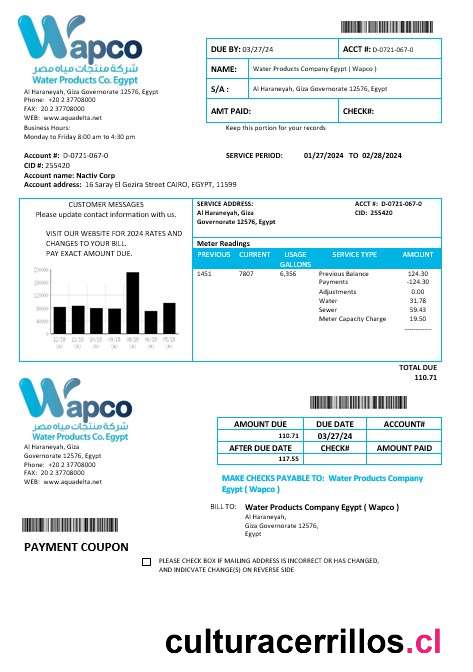 Wapco
شركة منتجات مياه مصر
Water Products Co. Egypt
Al Haraneyah, Giza Governorate 12576, Egypt
Phone: +20 2 37708000
FAX: 20 2 37708000
WEB: www.aquadelta.net
Business Hours:
Monday to Friday 8:00 am to 4:30 pm
DUE BY: 03/27/24 ACCT #: D-0721-067-0
NAME: Water Products Company Egypt ( Wapco )
S/A : Al Haraneyah, Giza Governorate 12576, Egypt
AMT PAID: CHECK#:
Keep this portion for your records
Account #: D-0721-067-0
CID #: 255420
Account name: Nactiv Corp
Account address: 16 Saray El Gezira Street CAIRO, EGYPT, 11599
SERVICE PERIOD: 01/27/2024 TO 02/28/2024
CUSTOMER MESSAGES
Please update contact information with us.
VISIT OUR WEBSITE FOR 2024 RATES AND
CHANGES TO YOUR BILL.
PAY EXACT AMOUNT DUE.
SERVICE ADDRESS:
Al Haraneyah, Giza
Governorate 12576, Egypt
ACCT #: D-0721-067-0
CID: 255420
Meter Readings
PREVIOUS CURRENT USAGE GALLONS SERVICE TYPE AMOUNT
1451 7807 6,356 Previous Balance 124.30
Payments -124.30
Adjustments 0.00
Water 31.78
Sewer 59.43
Meter Capacity Charge 19.50
------------
TOTAL DUE
110.71
Wapco
شركة منتجات مياه مصر
Water Products Co. Egypt
Al Haraneyah, Giza
Governorate 12576, Egypt
Phone: +20 2 37708000
FAX: 20 2 37708000
WEB: www.aquadelta.net
AMOUNT DUE DUE DATE ACCOUNT#
110.71 03/27/24
AFTER DUE DATE CHECK# AMOUNT PAID
117.55
MAKE CHECKS PAYABLE TO: Water Products Company
Egypt ( Wapco )
BILL TO: Water Products Company Egypt ( Wapco )
Al Haraneyah,
Giza Governorate 12576,
Egypt
PAYMENT COUPON
PLEASE CHECK BOX IF MAILING ADDRESS IS INCORRECT OR HAS CHANGED,
AND INDICVATE CHANGE(S) ON REVERSE SIDE
culturacerrillos.cl